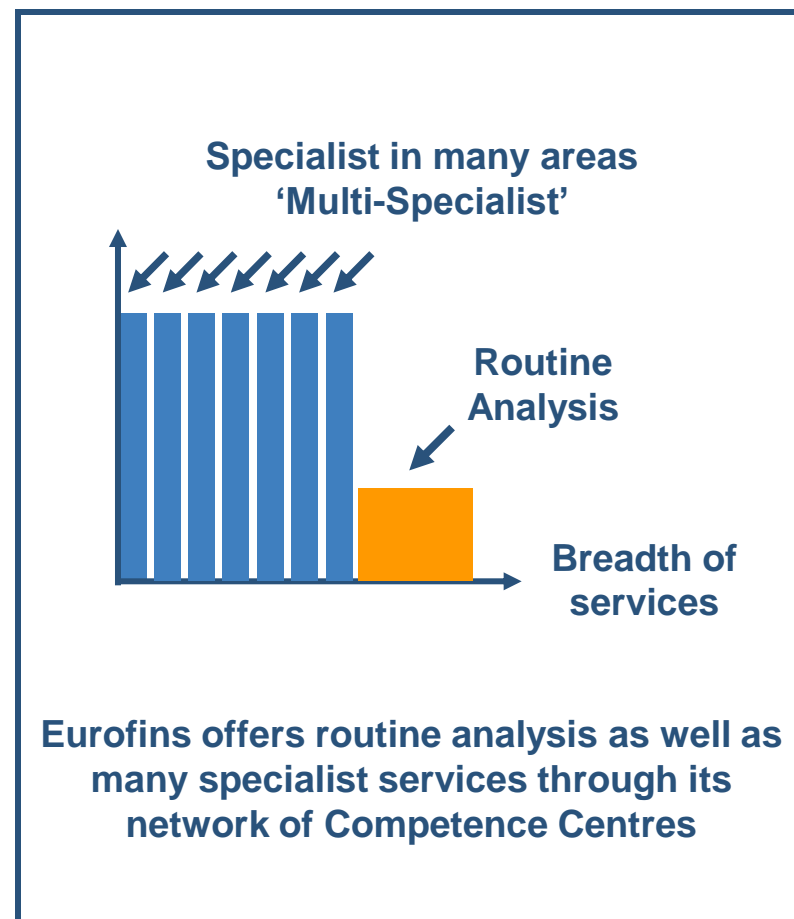 Specialist in many areas
‘Multi-Specialist’
Routine
Analysis
Breadth of
services
Eurofins offers routine analysis as well as
many specialist services through its
network of Competence Centres